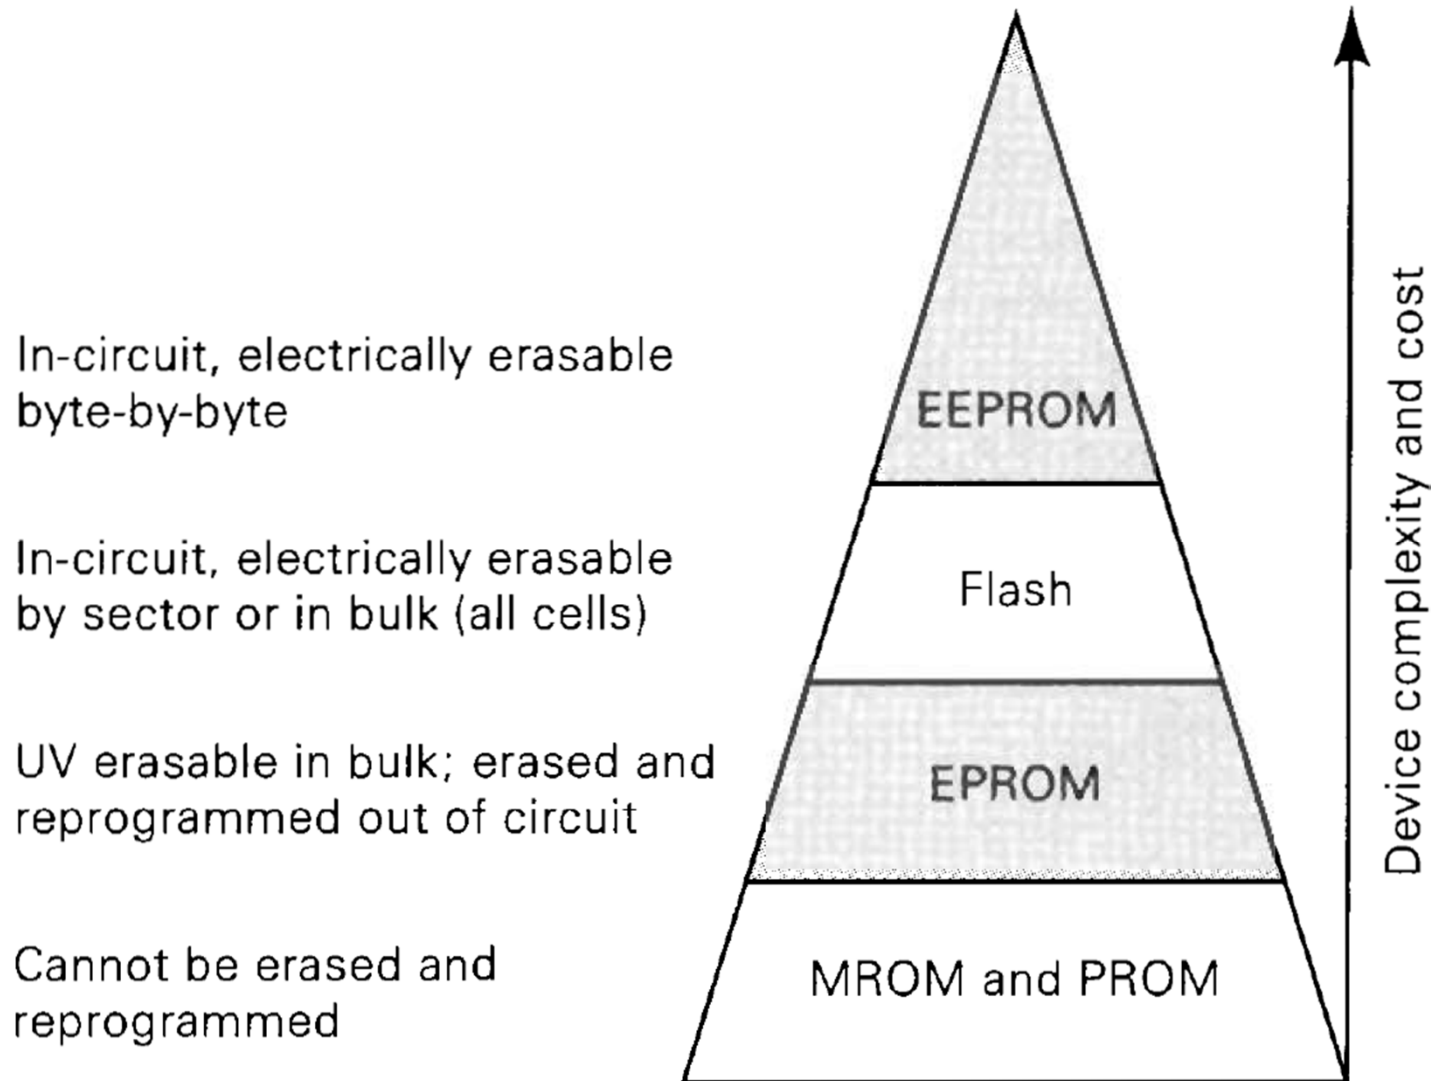 In-circuit, electrically erasable
byte-by-byte
EEPROM
In-circuit, electrically erasable
by sector or in bulk (all cells)
Flash
UV erasable in bulk; erased and
reprogrammed out of circuit
EPROM
Cannot be erased and
reprogrammed
MROM and PROM
Device complexity and cost